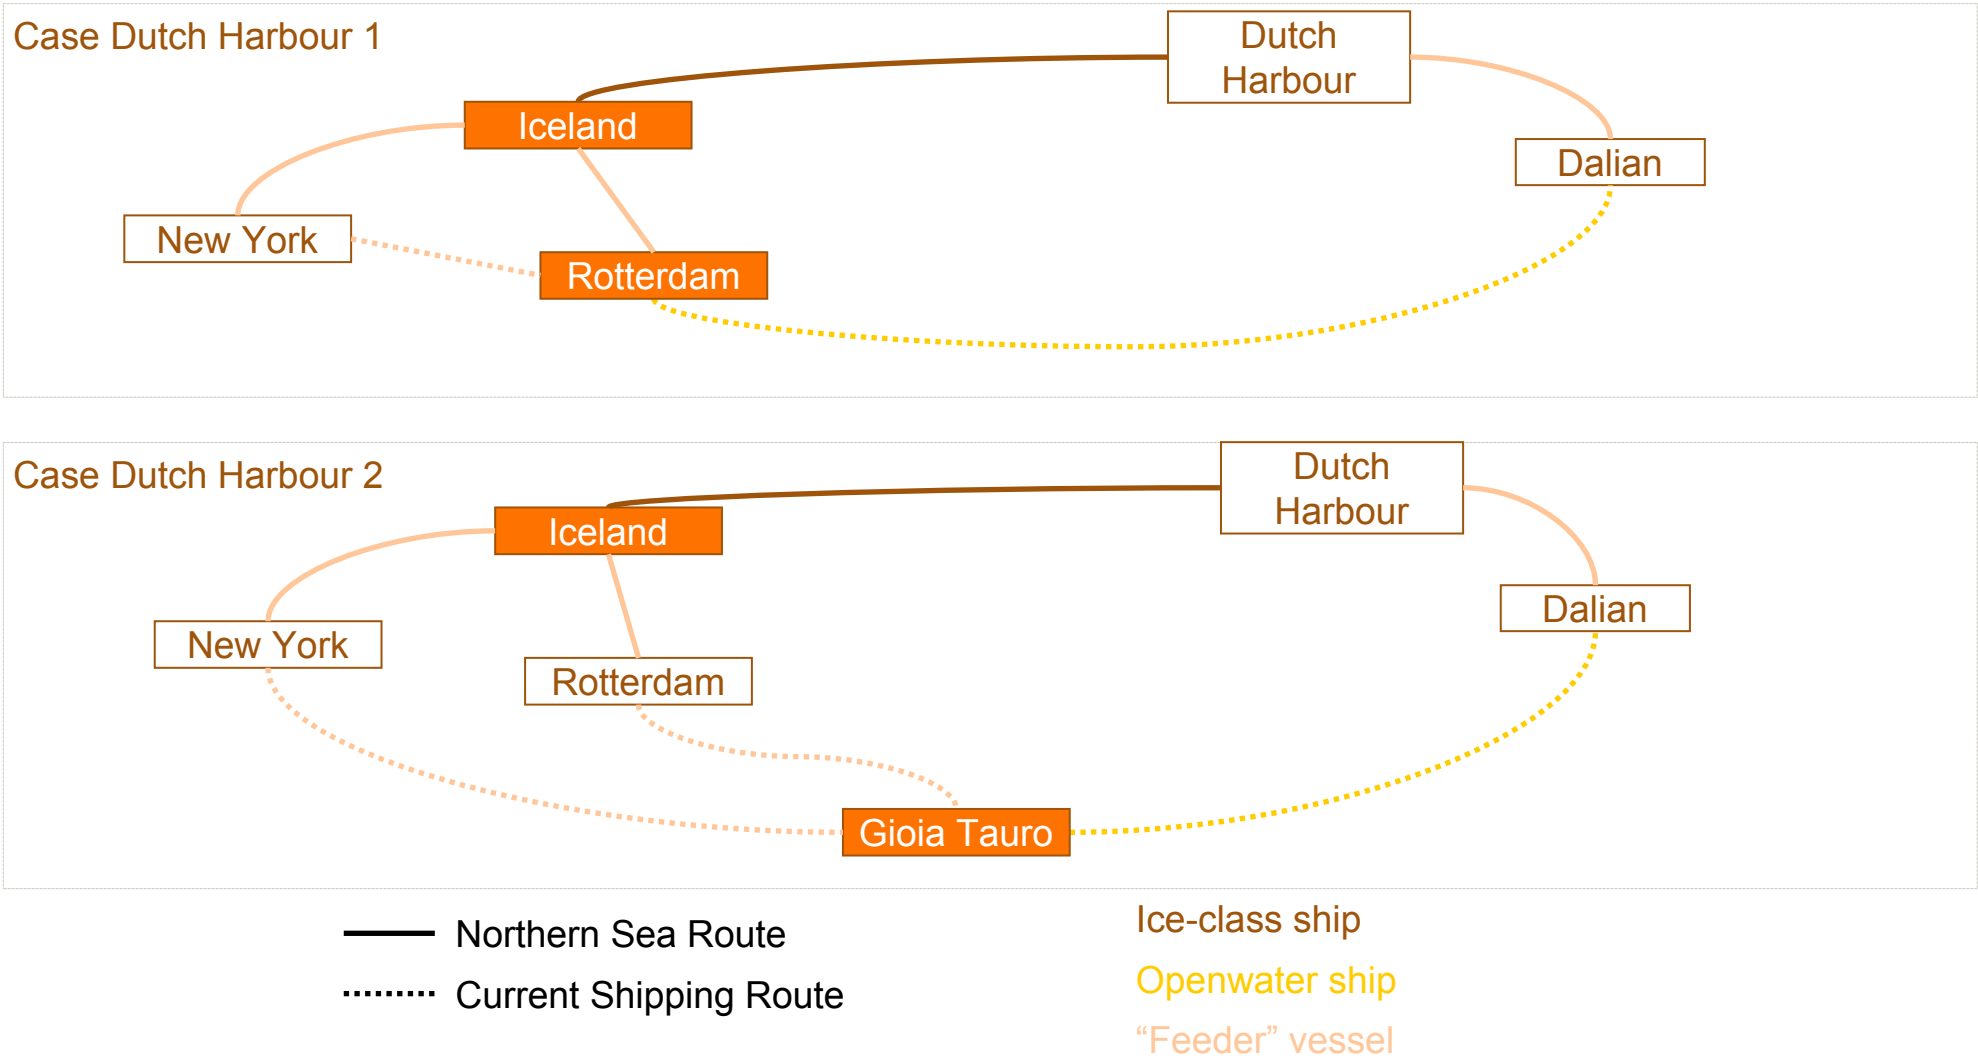 Case Dutch Harbour 1
Dutch
Harbour
Iceland
Dalian
New York
Rotterdam
Case Dutch Harbour 2
Dutch
Harbour
Iceland
Dalian
New York
Rotterdam
Gioia Tauro
Northern Sea Route
Current Shipping Route
Ice-class ship
Openwater ship
“Feeder” vessel